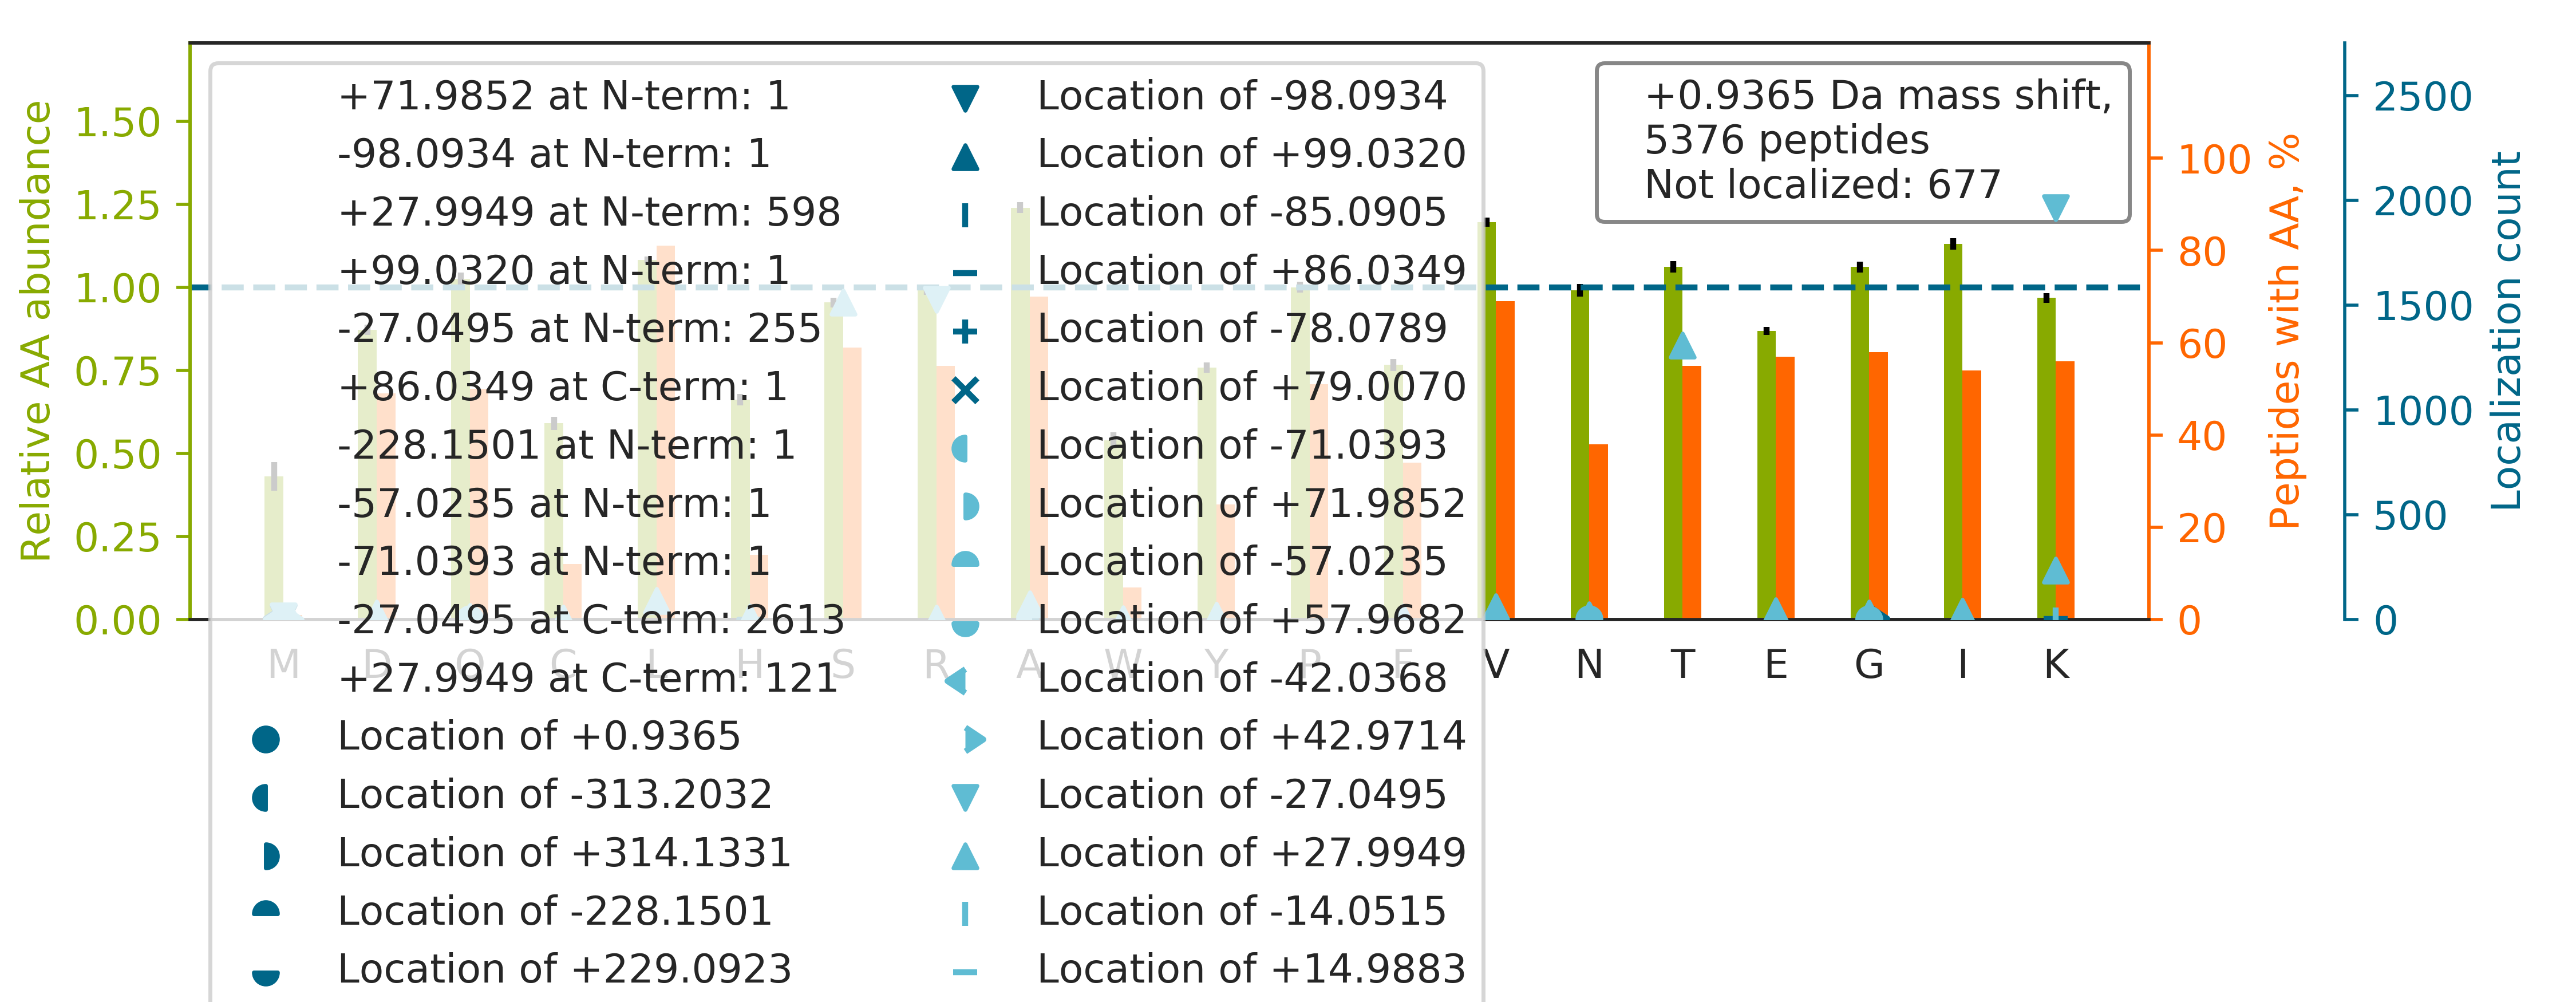 Relative AA abundance
1.50
1.25
1.00
0.75
0.50
0.25
0.00
+71.9852 at N-term: 1
-98.0934 at N-term: 1
+27.9949 at N-term: 598
+99.0320 at N-term: 1
-27.0495 at N-term: 255
+86.0349 at C-term: 1
-228.1501 at N-term: 1
-57.0235 at N-term: 1
-71.0393 at N-term: 1
-27.0495 at C-term: 2613
+27.9949 at C-term: 121
Location of +0.9365
Location of -313.2032
Location of +314.1331
Location of -228.1501
Location of +229.0923
Location of -98.0934
Location of +99.0320
Location of -85.0905
Location of +86.0349
Location of -78.0789
Location of +79.0070
Location of -71.0393
Location of +71.9852
Location of -57.0235
Location of +57.9682
Location of -42.0368
Location of +42.9714
Location of -27.0495
Location of +27.9949
Location of -14.0515
Location of +14.9883
+0.9365 Da mass shift,
5376 peptides
Not localized: 677
M D Q C L H S R A W Y P F V N T E G I K
100
80
60
40
20
0
Peptides with AA, %
2500
2000
1500
1000
500
0
Localization count